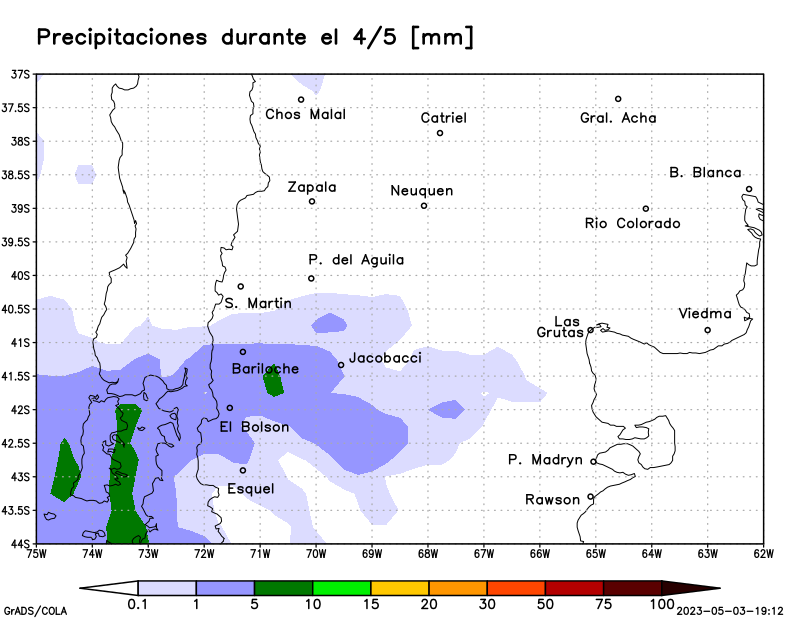 Precipitaciones durante el 4/5 [mm]
37S
37.5S
38S
38.5S
39S
39.5S
40S
40.5S
41S
41.5S
42S
42.5S
43S
43.5S
44S
Chos Malal
Catriel
Gral. Acha
B. Blanca
Zapala
Neuquen
Rio Colorado
P. del Aguila
S. Martin
Las
Grutas
Viedma
Bariloche
Jacobacci
El Bolson
Esquel
P. Madryn
Rawson
75W 74W 73W 72W 71W 70W 69W 68W 67W 66W 65W 64W 63W 62W
0.1 1 5 10 15 20 30 50 75 100
GrADS/COLA
2023-05-03-19:12